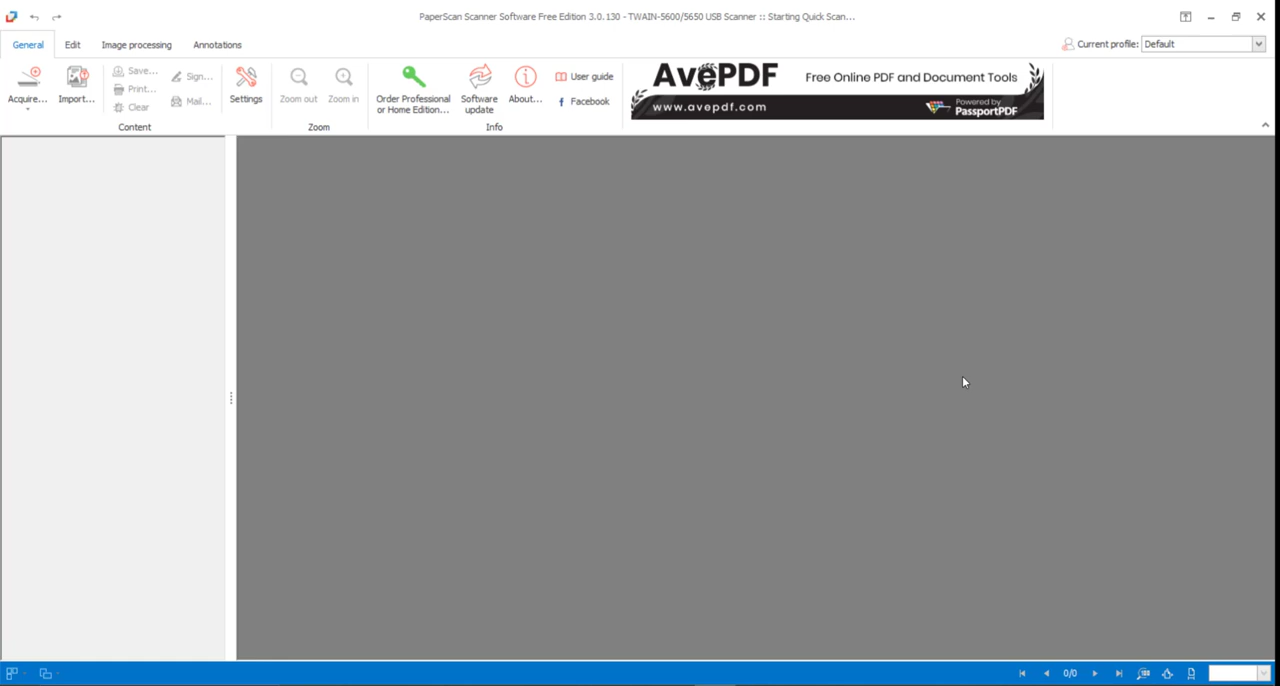 PaperScan Scanner Software Free Edition 3.0.130 - TWAIN-5600/5650 USB Scanner :: Starting Quick Scan...
General Edit Image processing Annotations
Current profile: Default
Acquire... Import... Save... Print... Clear Sign... Mail... Settings Zoom out Zoom in Order Professional or Home Edition... Software update About... User guide Facebook
AvePDF Free Online PDF and Document Tools
www.avepdf.com Powered by PassportPDF
Content Zoom Info
0/0